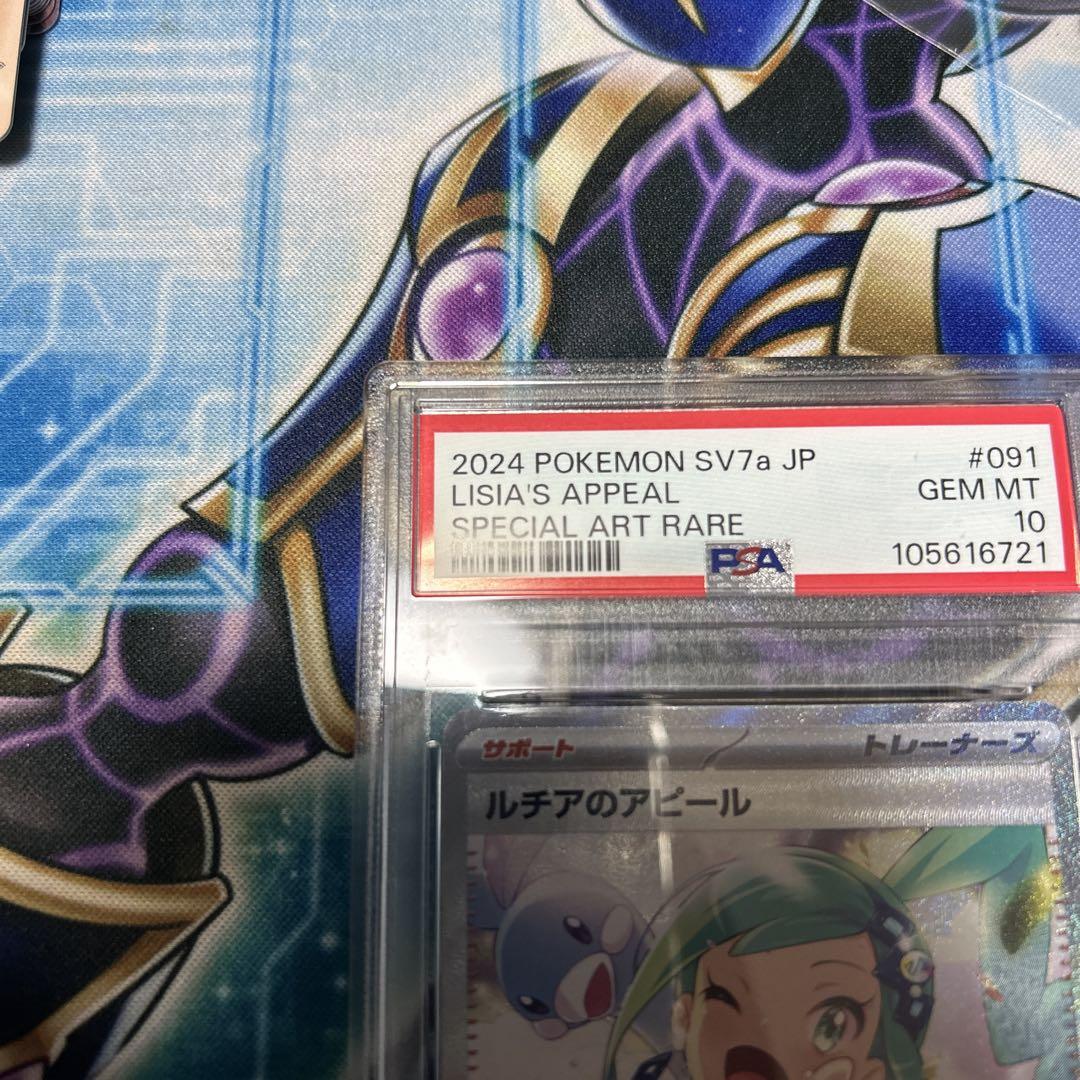 2024 POKEMON SV7a JP #091
LISIA'S APPEAL GEM MT
SPECIAL ART RARE 10
PSA 105616721
サポート トレーナーズ
ルチアのアピール